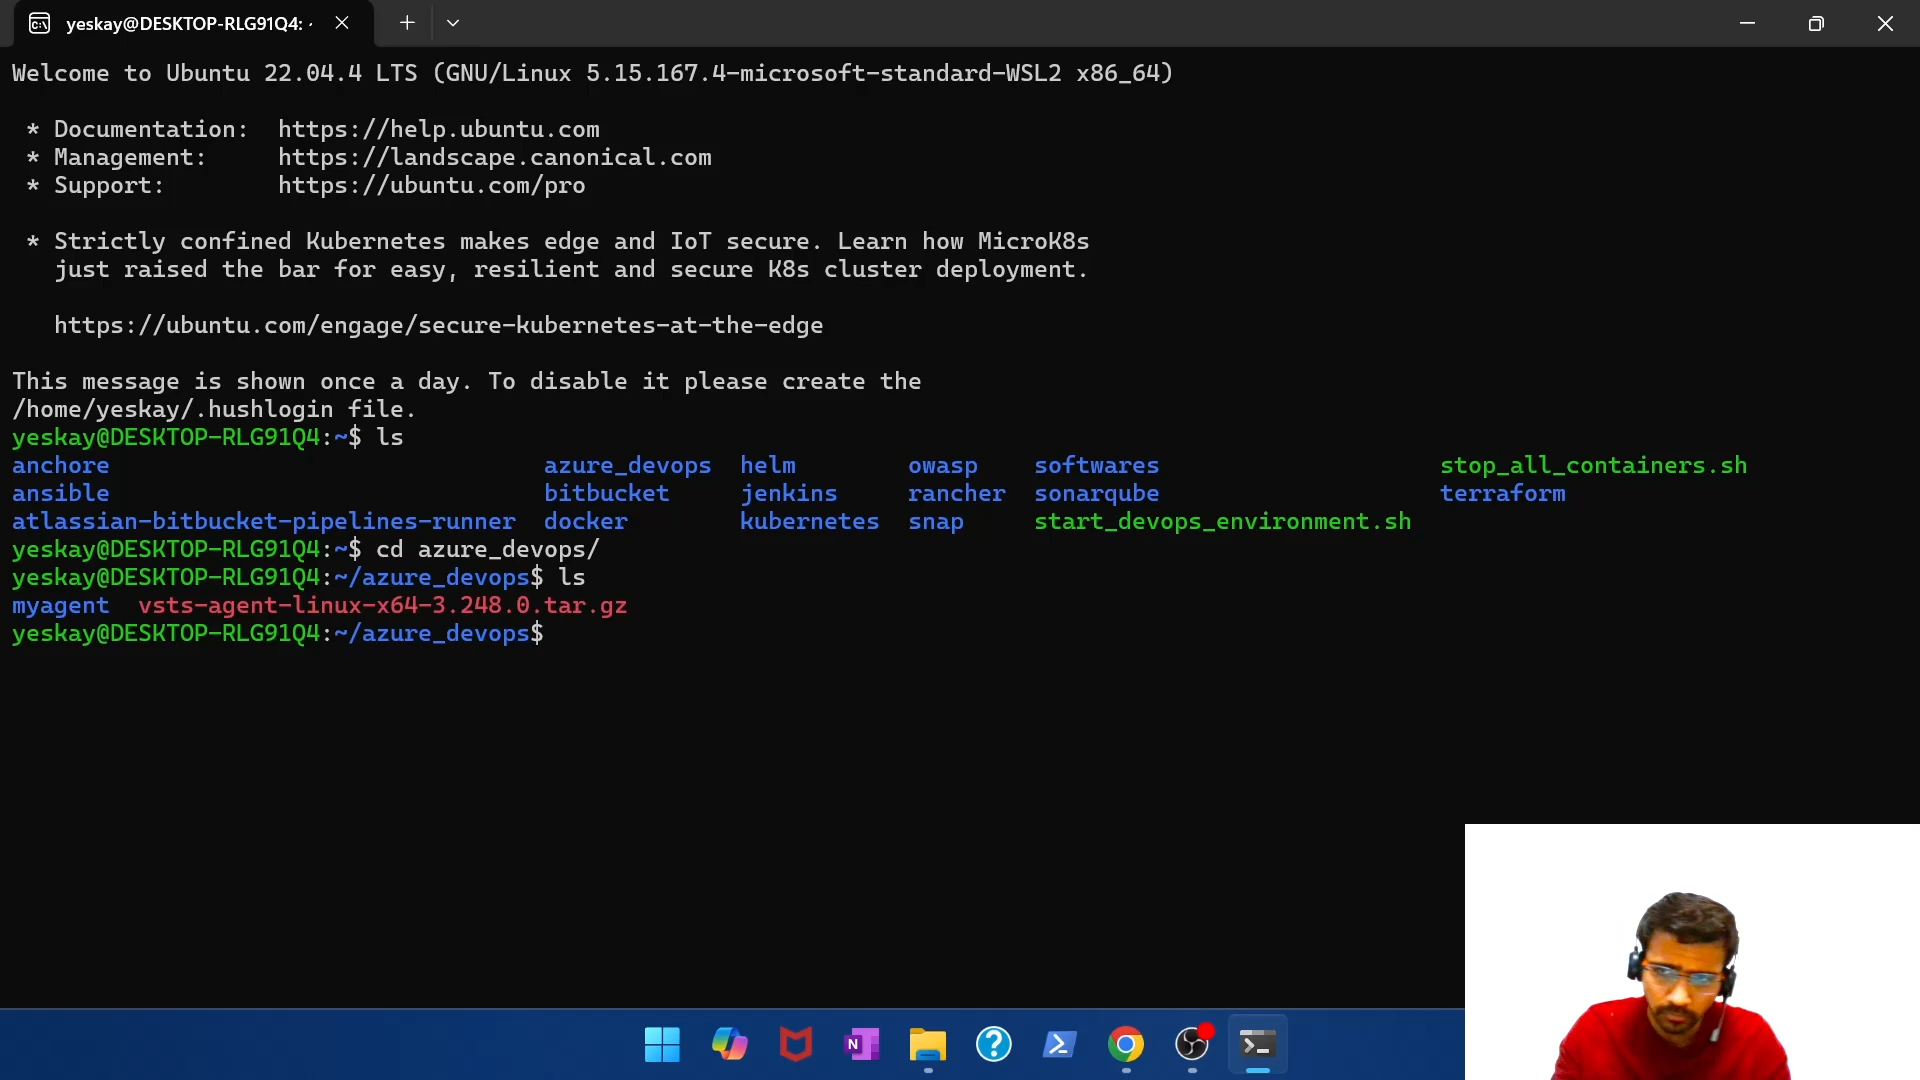 yeskay@DESKTOP-RLG91Q4: ~
Welcome to Ubuntu 22.04.4 LTS (GNU/Linux 5.15.167.4-microsoft-standard-WSL2 x86_64)
* Documentation:  https://help.ubuntu.com
* Management:     https://landscape.canonical.com
* Support:        https://ubuntu.com/pro
* Strictly confined Kubernetes makes edge and IoT secure. Learn how MicroK8s
just raised the bar for easy, resilient and secure K8s cluster deployment.
https://ubuntu.com/engage/secure-kubernetes-at-the-edge
This message is shown once a day. To disable it please create the
/home/yeskay/.hushlogin file.
yeskay@DESKTOP-RLG91Q4:~$ ls
anchore azure_devops helm owasp softwares stop_all_containers.sh
ansible bitbucket jenkins rancher sonarqube terraform
atlassian-bitbucket-pipelines-runner docker kubernetes snap start_devops_environment.sh
yeskay@DESKTOP-RLG91Q4:~$ cd azure_devops/
yeskay@DESKTOP-RLG91Q4:~/azure_devops$ ls
myagent vsts-agent-linux-x64-3.248.0.tar.gz
yeskay@DESKTOP-RLG91Q4:~/azure_devops$